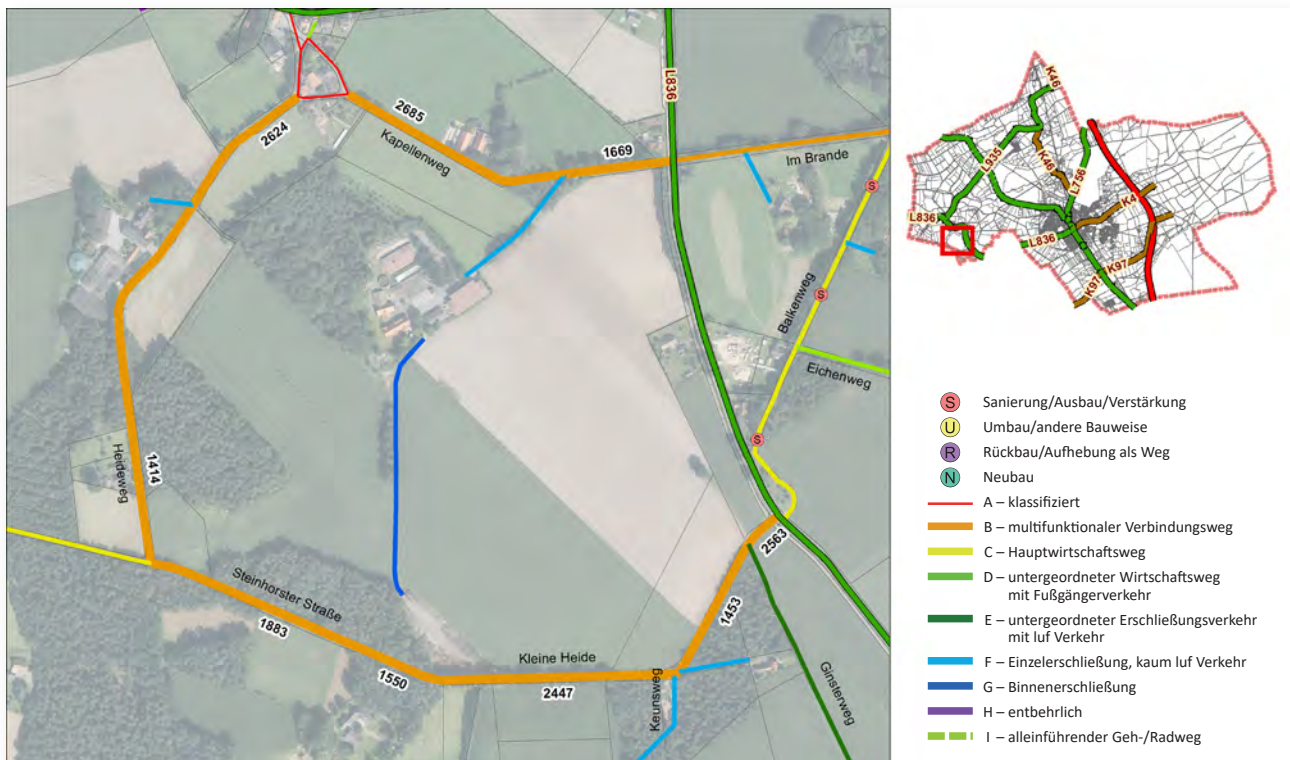 L836
2685
Kapellenweg
2624
1669
Im Brande
S
S
Balkenweg
Eichenweg
S
Heideweg
1414
2563
1453
Steinhorster Straße
1883
1550
Kleine Heide
2447
Keunsweg
Ginsterweg
K46
L935
K46
L756
K4
L836
L836
K97
K97
S Sanierung/Ausbau/Verstärkung
U Umbau/andere Bauweise
R Rückbau/Aufhebung als Weg
N Neubau
A – klassifiziert
B – multifunktionaler Verbindungsweg
C – Hauptwirtschaftsweg
D – untergeordneter Wirtschaftsweg
mit Fußgängerverkehr
E – untergeordneter Erschließungsverkehr
mit luf Verkehr
F – Einzelerschließung, kaum luf Verkehr
G – Binnenerschließung
H – entbehrlich
I – alleinführender Geh-/Radweg